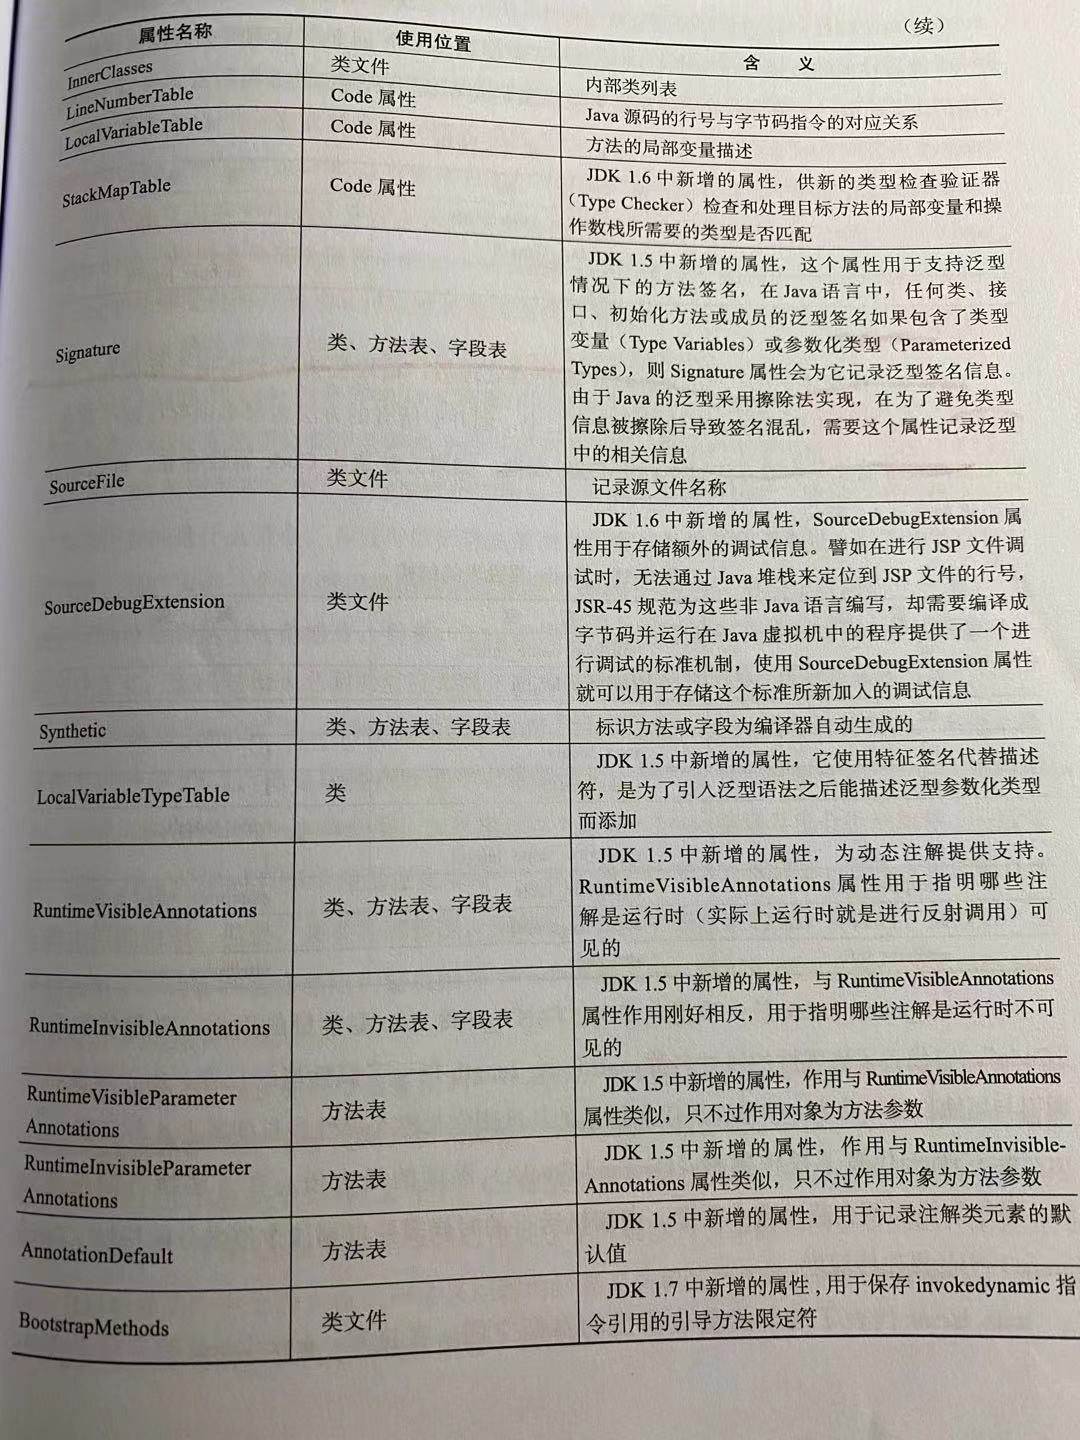 （续）
属性名称 使用位置 含 义
InnerClasses 类文件 内部类列表
LineNumberTable Code 属性 Java 源码的行号与字节码指令的对应关系
LocalVariableTable Code 属性 方法的局部变量描述
StackMapTable Code 属性 JDK 1.6 中新增的属性，供新的类型检查验证器
（Type Checker）检查和处理目标方法的局部变量和操
作数栈所需要的类型是否匹配
Signature 类、方法表、字段表 JDK 1.5 中新增的属性，这个属性用于支持泛型
情况下的方法签名，在 Java 语言中，任何类、接
口、初始化方法或成员的泛型签名如果包含了类型
变量（Type Variables）或参数化类型（Parameterized
Types），则 Signature 属性会为它记录泛型签名信息。
由于 Java 的泛型采用擦除法实现，在为了避免类型
信息被擦除后导致签名混乱，需要这个属性记录泛型
中的相关信息
SourceFile 类文件 记录源文件名称
SourceDebugExtension 类文件 JDK 1.6 中新增的属性，SourceDebugExtension 属
性用于存储额外的调试信息。譬如在进行 JSP 文件调
试时，无法通过 Java 堆栈来定位到 JSP 文件的行号，
JSR-45 规范为这些非 Java 语言编写，却需要编译成
字节码并运行在 Java 虚拟机中的程序提供了一个进
行调试的标准机制，使用 SourceDebugExtension 属性
就可以用于存储这个标准所新加入的调试信息
Synthetic 类、方法表、字段表 标识方法或字段为编译器自动生成的
LocalVariableTypeTable 类 JDK 1.5 中新增的属性，它使用特征签名代替描述
符，是为了引入泛型语法之后能描述泛型参数化类型
而添加
RuntimeVisibleAnnotations 类、方法表、字段表 JDK 1.5 中新增的属性，为动态注解提供支持。
RuntimeVisibleAnnotations 属性用于指明哪些注
解是运行时（实际上运行时就是进行反射调用）可
见的
RuntimeInvisibleAnnotations 类、方法表、字段表 JDK 1.5 中新增的属性，与 RuntimeVisibleAnnotations
属性作用刚好相反，用于指明哪些注解是运行时不可
见的
RuntimeVisibleParameter
Annotations 方法表 JDK 1.5 中新增的属性，作用与 RuntimeVisibleAnnotations
属性类似，只不过作用对象为方法参数
RuntimeInvisibleParameter
Annotations 方法表 JDK 1.5 中新增的属性，作用与 RuntimeInvisible-
Annotations 属性类似，只不过作用对象为方法参数
AnnotationDefault 方法表 JDK 1.5 中新增的属性，用于记录注解类元素的默
认值
BootstrapMethods 类文件 JDK 1.7 中新增的属性，用于保存 invokedynamic 指
令引用的引导方法限定符